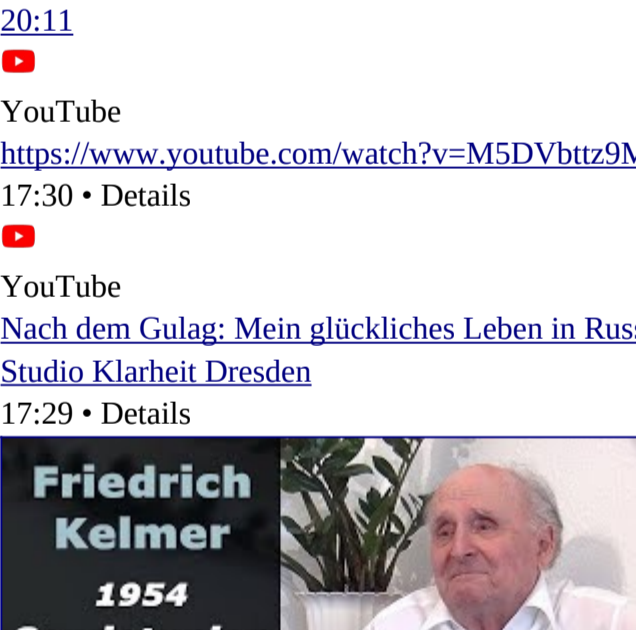 20:11
YouTube
https://www.youtube.com/watch?v=M5DVbttz9
17:30 • Details
YouTube
Nach dem Gulag: Mein glückliches Leben in Rus
Studio Klarheit Dresden
17:29 • Details
Friedrich
Kelmer
1954